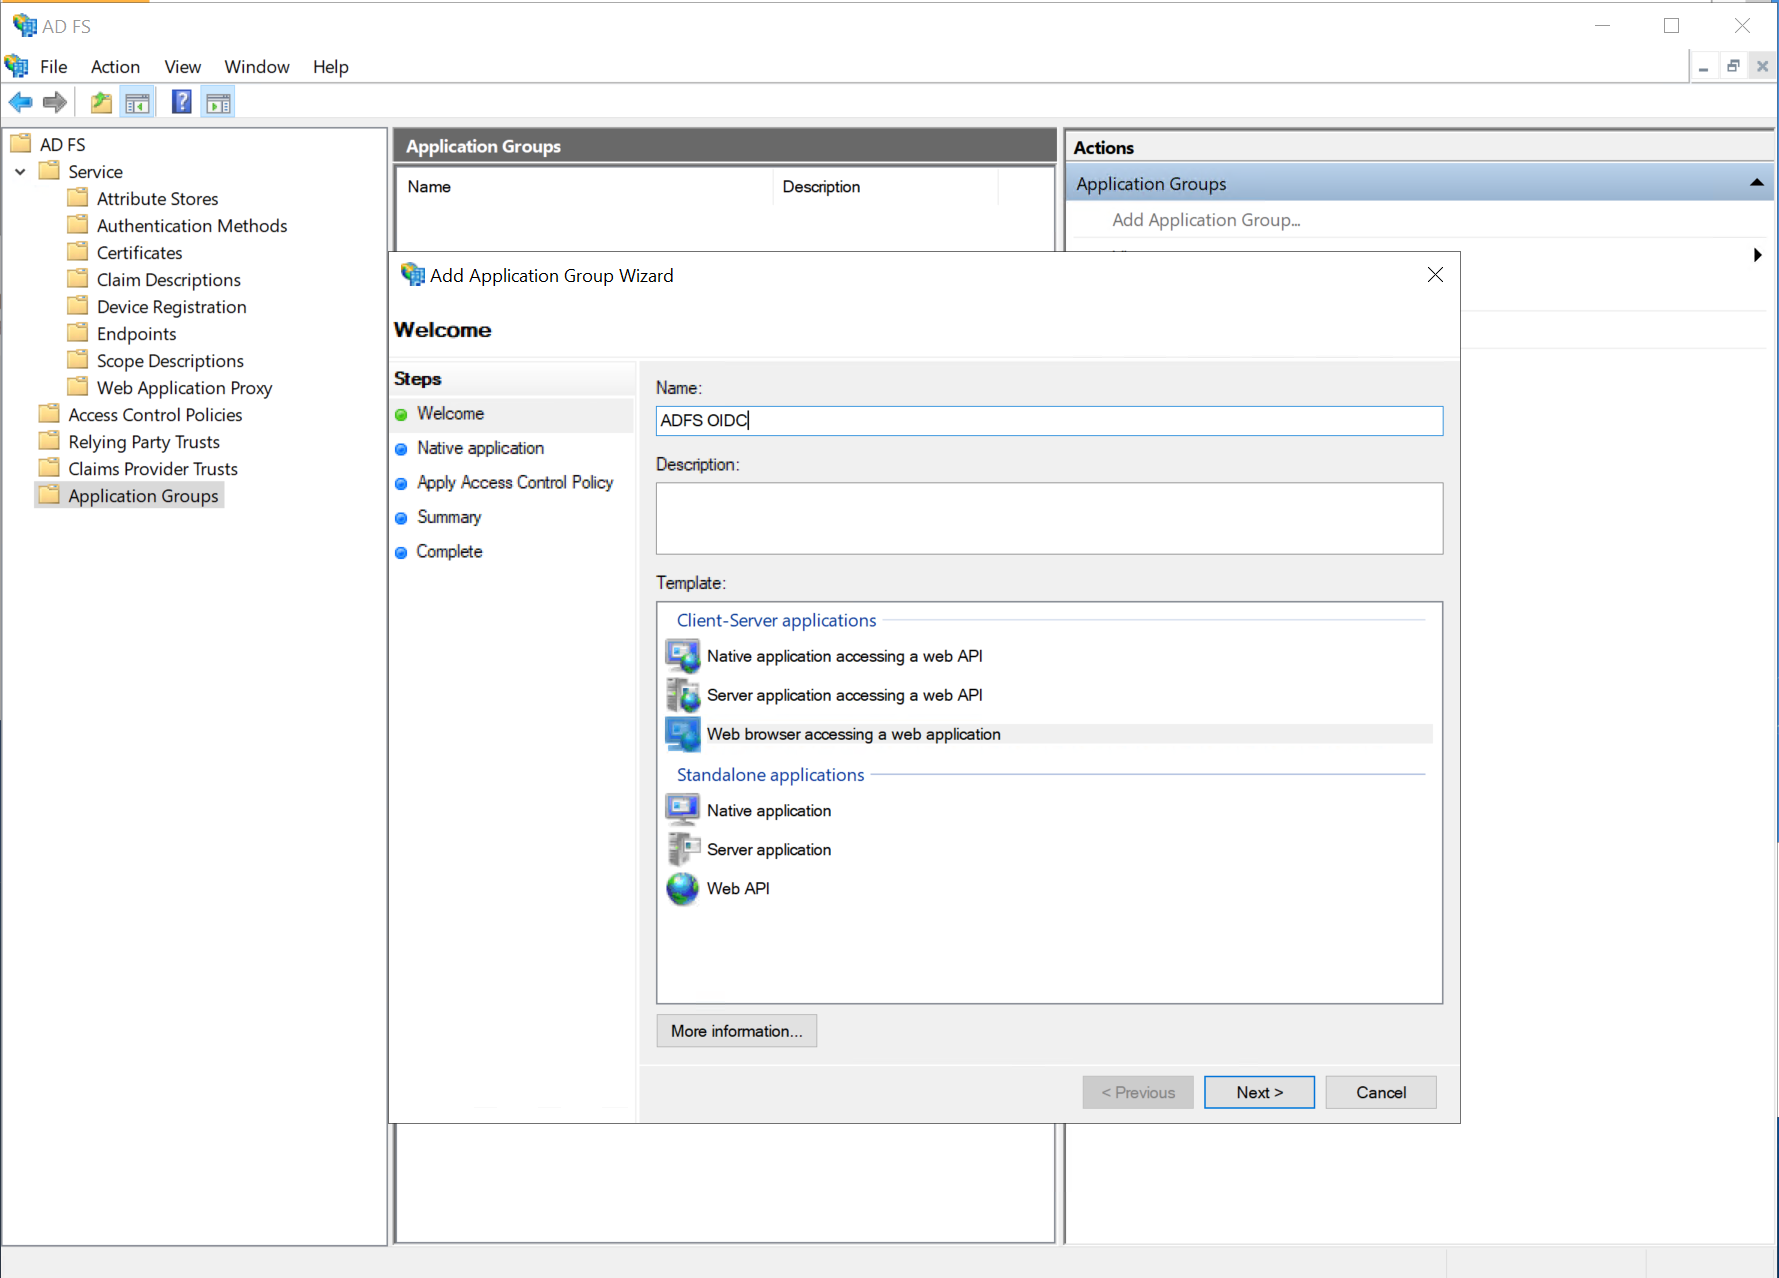 AD FS
File Action View Window Help
AD FS
Service
Attribute Stores
Authentication Methods
Certificates
Claim Descriptions
Device Registration
Endpoints
Scope Descriptions
Web Application Proxy
Access Control Policies
Relying Party Trusts
Claims Provider Trusts
Application Groups
Application Groups
Name Description
Actions
Application Groups
Add Application Group...
Add Application Group Wizard
Welcome
Steps
Welcome
Native application
Apply Access Control Policy
Summary
Complete
Name:
ADFS OIDC
Description:
Template:
Client-Server applications
Native application accessing a web API
Server application accessing a web API
Web browser accessing a web application
Standalone applications
Native application
Server application
Web API
More information...
< Previous Next > Cancel